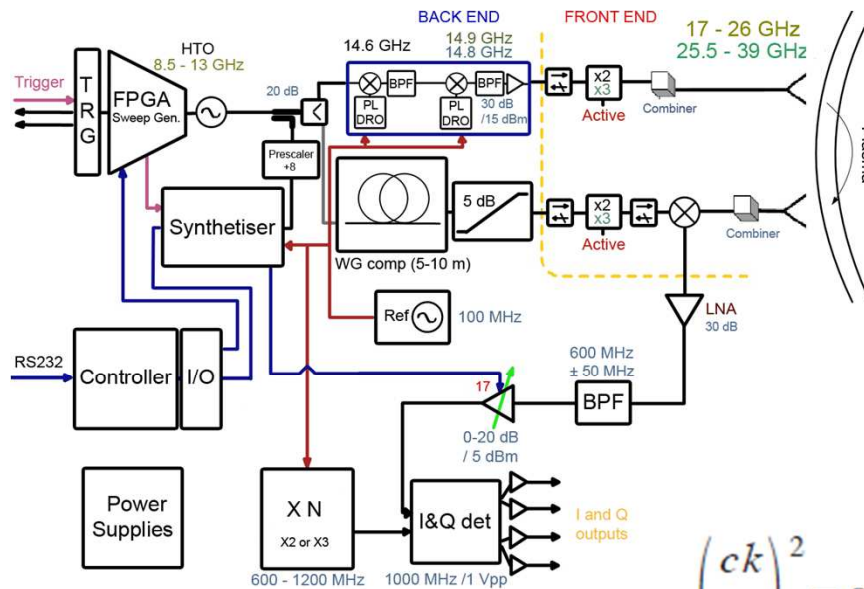 BACK END
FRONT END
17 - 26 GHz
25.5 - 39 GHz
HTO
8.5 - 13 GHz
14.6 GHz
14.9 GHz
14.8 GHz
Trigger
TRG
FPGA
Sweep Gen.
20 dB
BPF
BPF
PL
DRO
PL
DRO
30 dB
/15 dBm
x2
x3
Active
Combiner
Prescaler
+8
Synthetiser
WG comp (5-10 m)
5 dB
x2
x3
Active
Combiner
Ref
100 MHz
LNA
30 dB
RS232
Controller
I/O
600 MHz
± 50 MHz
BPF
17
0-20 dB
/ 5 dBm
Power
Supplies
X N
X2 or X3
600 - 1200 MHz
I&Q det
1000 MHz /1 Vpp
I and Q
outputs
(ck)²